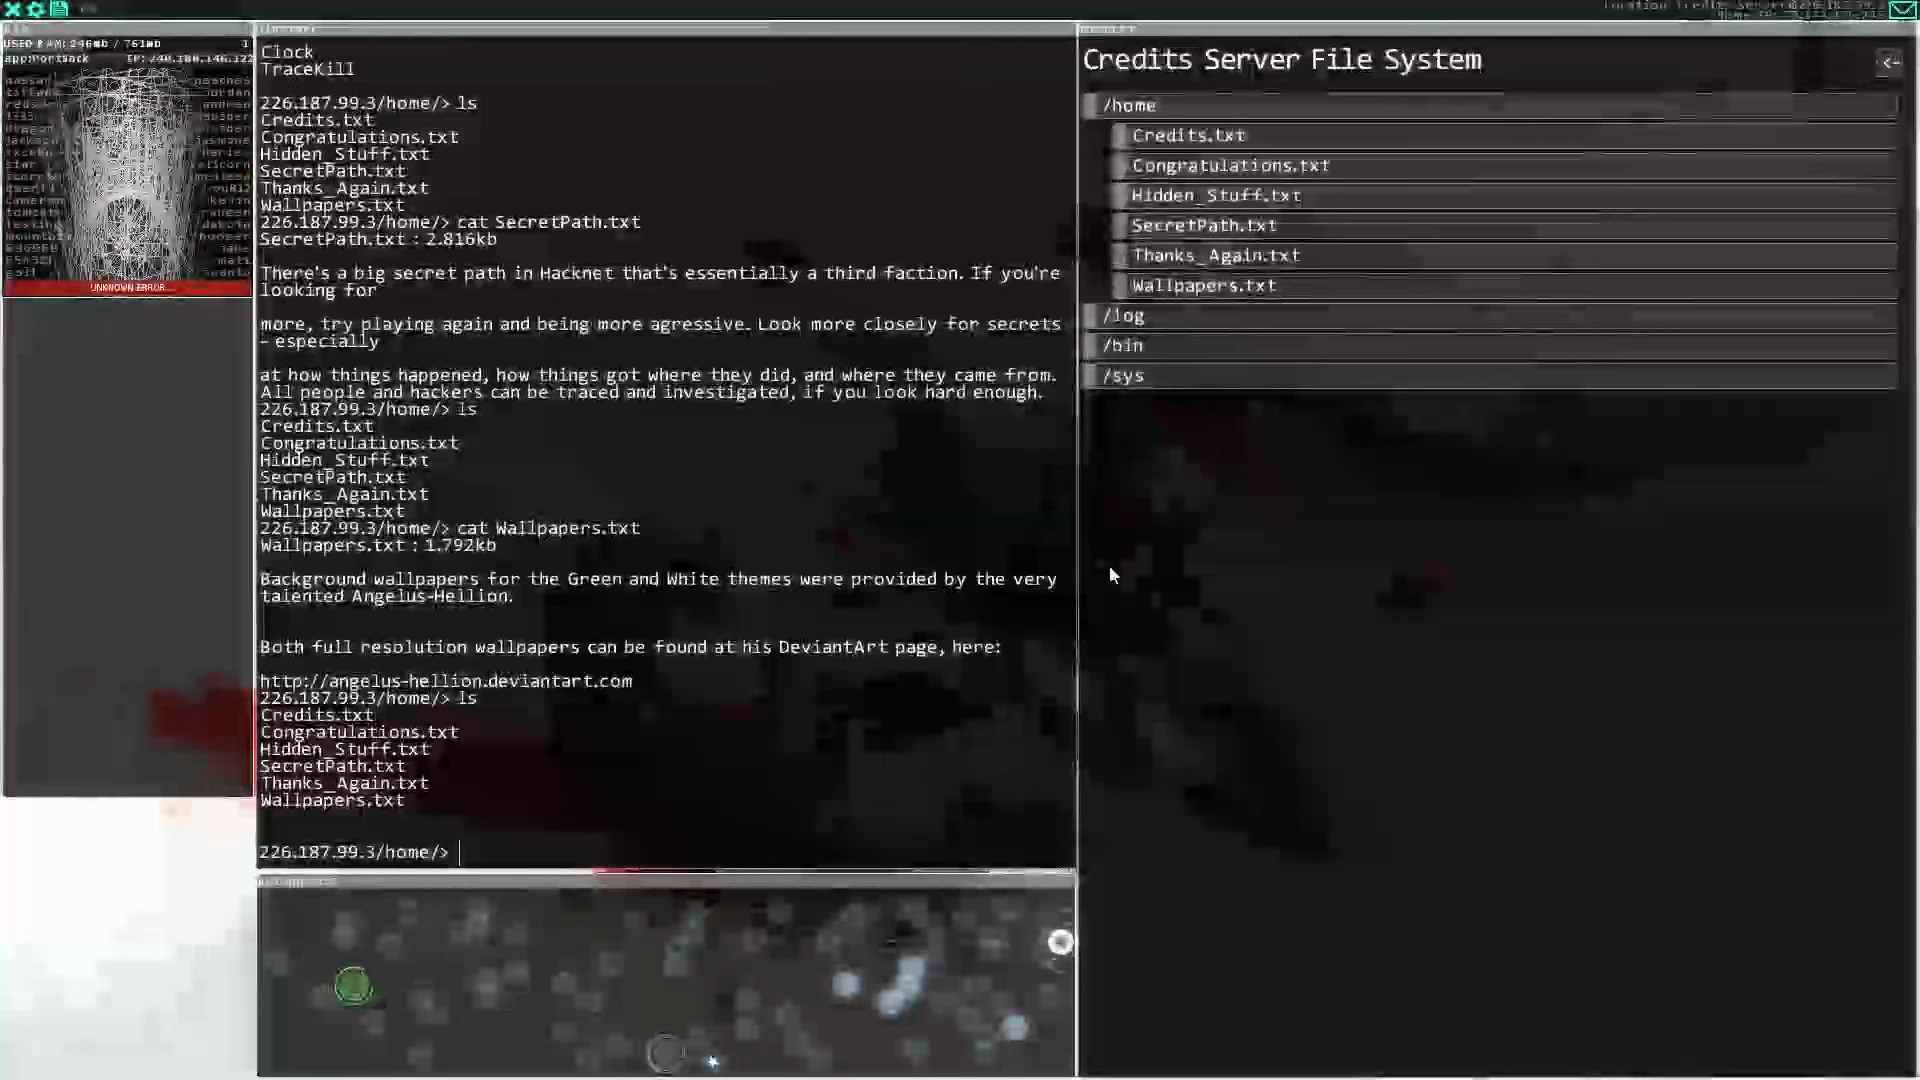 USED RAM: 246mb / 761mb 1
UNKNOWN ERROR
Clock
TraceKill
226.187.99.3/home/> ls
Credits.txt
Congratulations.txt
Hidden_Stuff.txt
SecretPath.txt
Thanks_Again.txt
Wallpapers.txt
226.187.99.3/home/> cat SecretPath.txt
SecretPath.txt : 2.816kb
There's a big secret path in Hacknet that's essentially a third faction. If you're
looking for
more, try playing again and being more agressive. Look more closely for secrets
- especially
at how things happened, how things got where they did, and where they came from.
All people and hackers can be traced and investigated, if you look hard enough.
226.187.99.3/home/> ls
Credits.txt
Congratulations.txt
Hidden_Stuff.txt
SecretPath.txt
Thanks_Again.txt
Wallpapers.txt
226.187.99.3/home/> cat Wallpapers.txt
Wallpapers.txt : 1.792kb
Background wallpapers for the Green and White themes were provided by the very
talented Angelus-Hellion.
Both full resolution wallpapers can be found at his DeviantArt page, here:
http://angelus-hellion.deviantart.com
226.187.99.3/home/> ls
Credits.txt
Congratulations.txt
Hidden_Stuff.txt
SecretPath.txt
Thanks_Again.txt
Wallpapers.txt
226.187.99.3/home/>
Credits Server File System
<-
/home
Credits.txt
Congratulations.txt
Hidden_Stuff.txt
SecretPath.txt
Thanks_Again.txt
Wallpapers.txt
/log
/bin
/sys